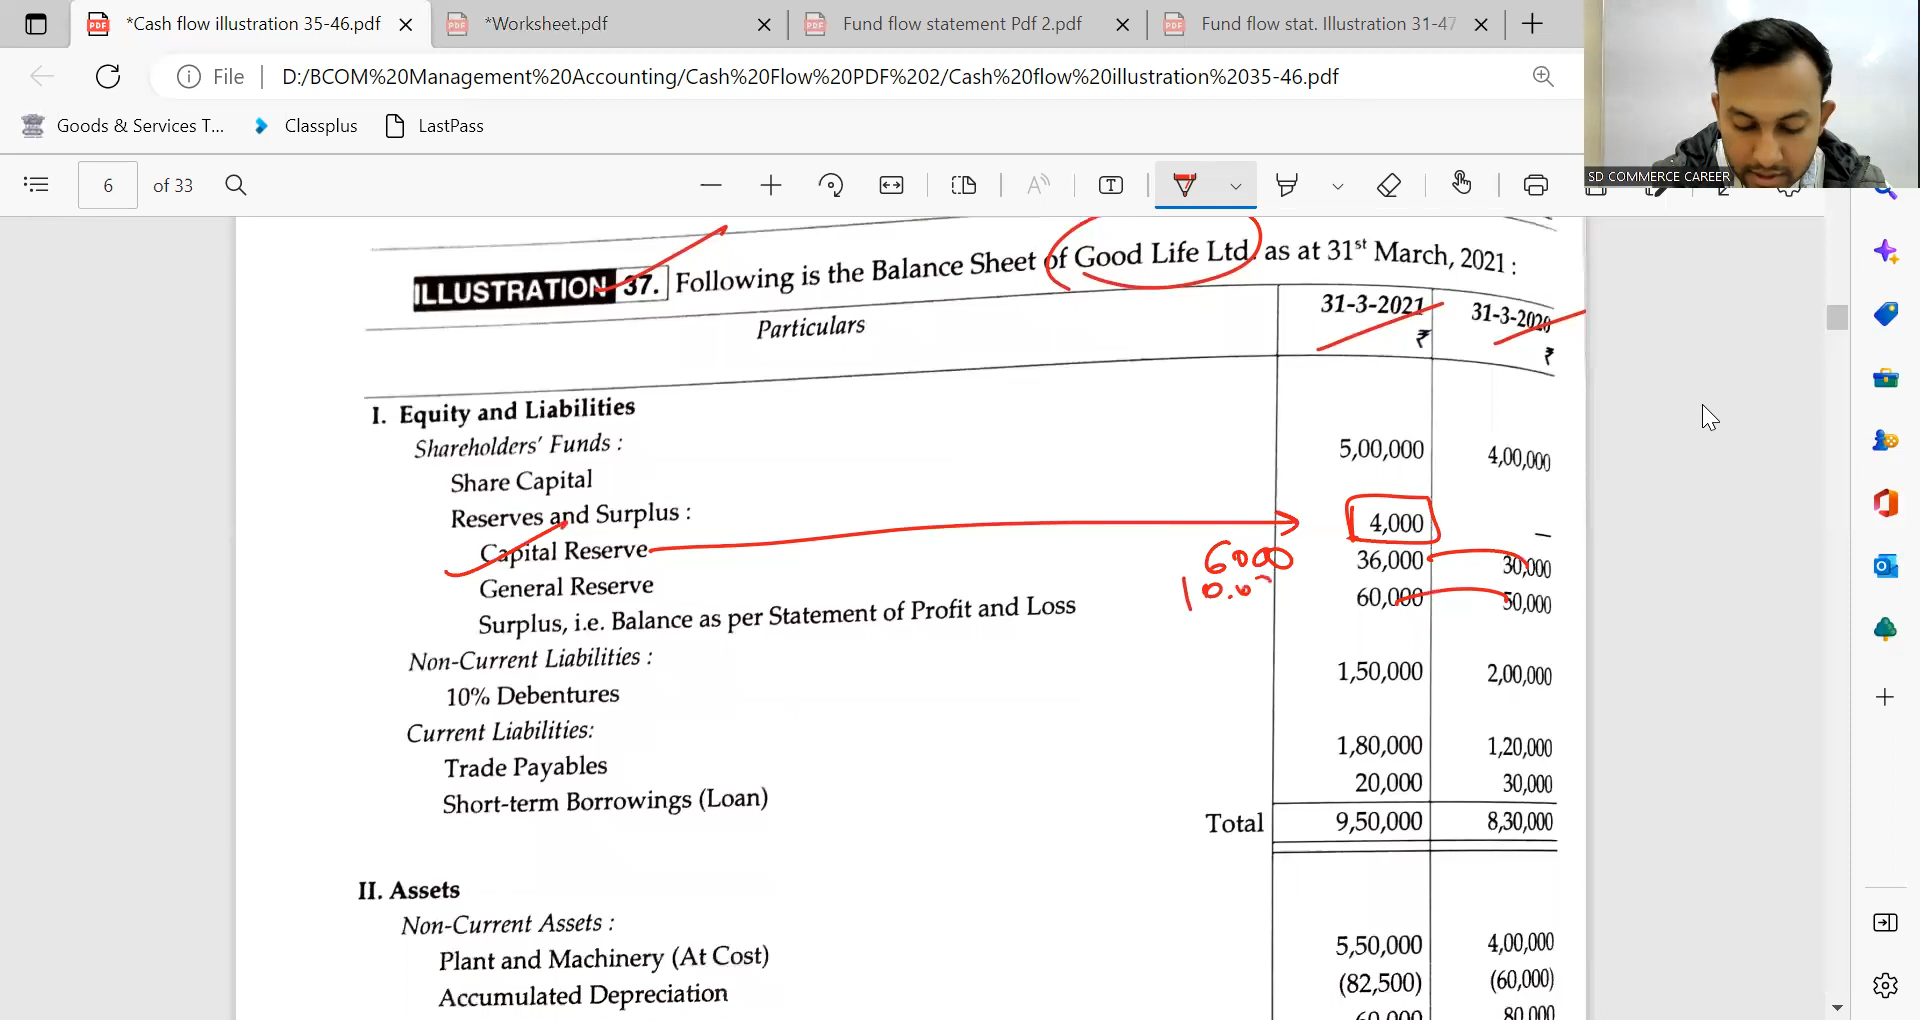 *Cash flow illustration 35-46.pdf
*Worksheet.pdf
Fund flow statement Pdf 2.pdf
Fund flow stat. Illustration 31-47
File
D:/BCOM%20Management%20Accounting/Cash%20Flow%20PDF%202/Cash%20flow%20illustration%2035-46.pdf
Goods & Services T...
Classplus
LastPass
6 of 33
SD COMMERCE CAREER
ILLUSTRATION 37. Following is the Balance Sheet of Good Life Ltd. as at 31st March, 2021 :
Particulars 31-3-2021 31-3-2020
₹ ₹
I. Equity and Liabilities
Shareholders' Funds :
Share Capital 5,00,000 4,00,000
Reserves and Surplus :
Capital Reserve 4,000 —
General Reserve 6000 36,000 30,000
Surplus, i.e. Balance as per Statement of Profit and Loss 60,000 50,000
Non-Current Liabilities :
10% Debentures 1,50,000 2,00,000
Current Liabilities:
Trade Payables 1,80,000 1,20,000
Short-term Borrowings (Loan) 20,000 30,000
Total 9,50,000 8,30,000
II. Assets
Non-Current Assets :
Plant and Machinery (At Cost) 5,50,000 4,00,000
Accumulated Depreciation (82,500) (60,000)
60,000 80,000